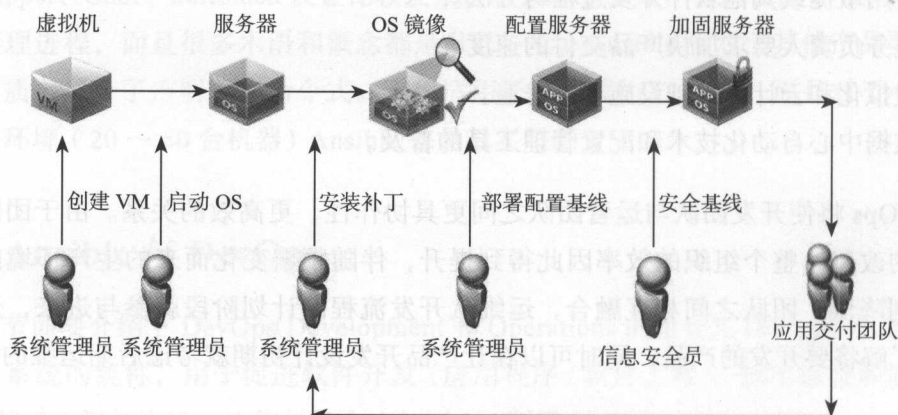 虚拟机
服务器
OS 镜像
配置服务器
加固服务器
VM
OS
APP
OS
APP
OS
APP
OS
创建 VM
启动 OS
安装补丁
部署配置基线
安全基线
系统管理员
系统管理员
系统管理员
系统管理员
信息安全员
应用交付团队